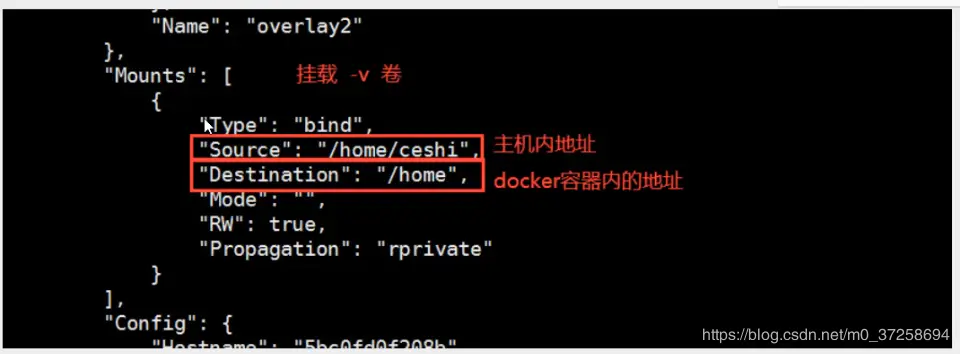 "Name": "overlay2"
},
"Mounts": [ 挂载 -v 卷
{
"Type": "bind",
"Source": "/home/ceshi", 主机内地址
"Destination": "/home", docker容器内的地址
"Mode": "",
"RW": true,
"Propagation": "rprivate"
}
],
"Config": {
"Hostname": "5bc0fd0f208b"
https://blog.csdn.net/m0_37258694